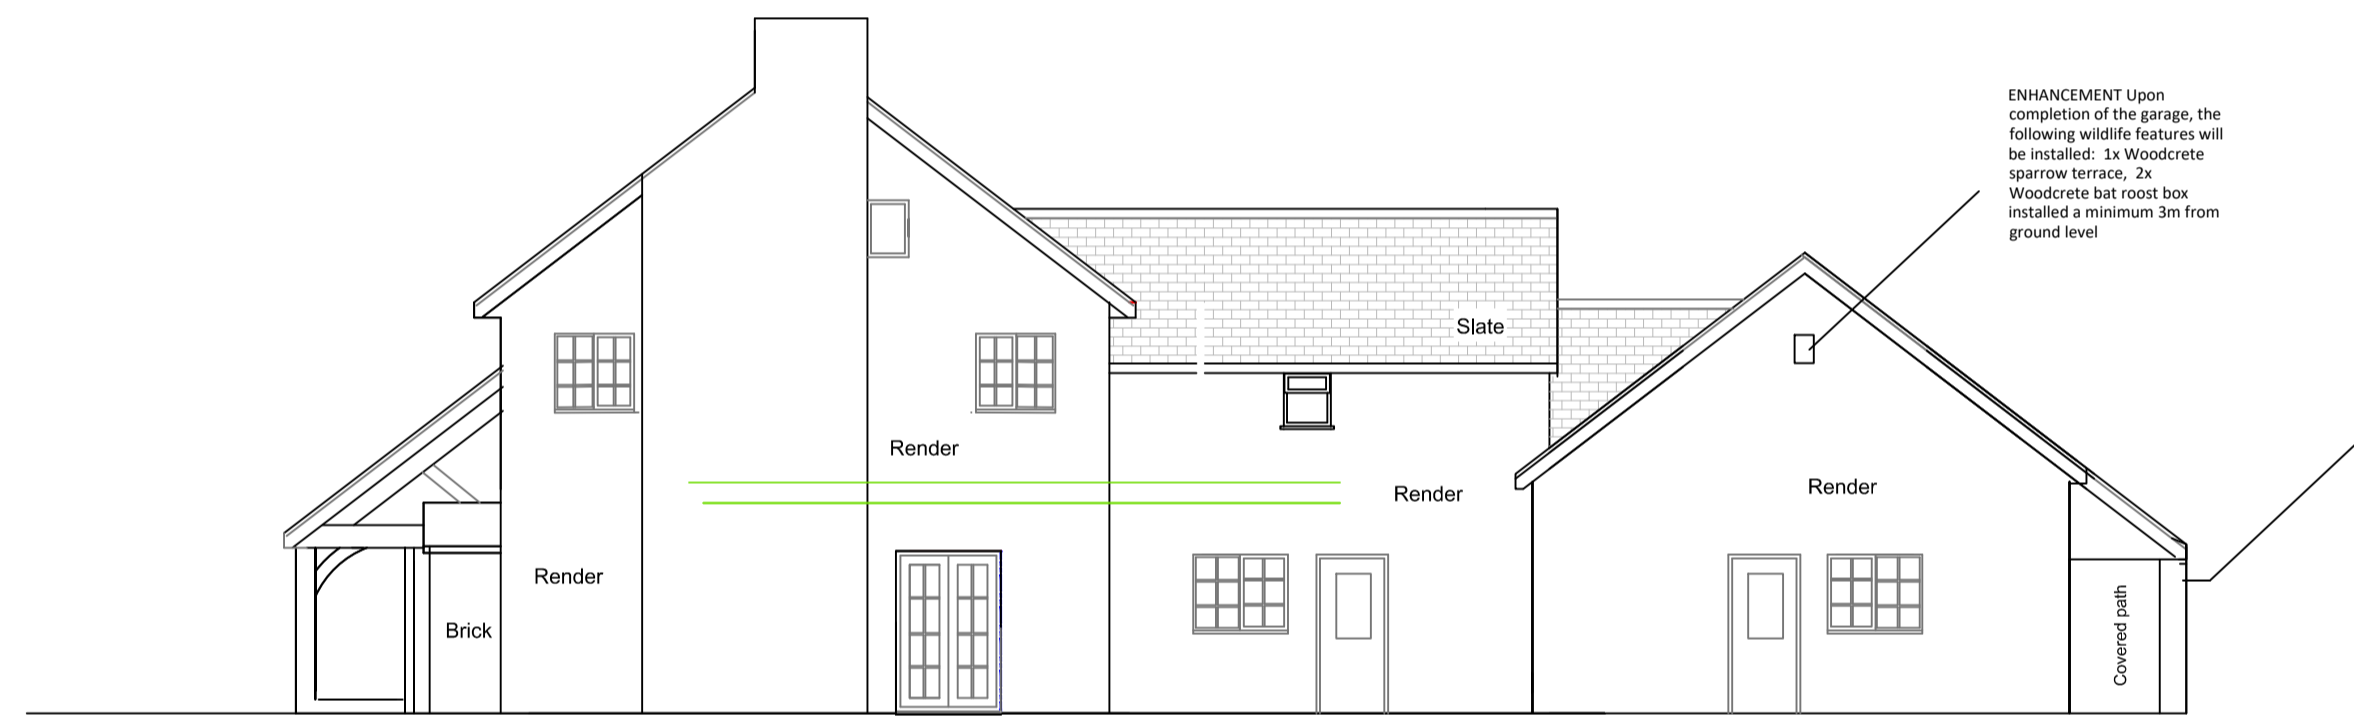 ENHANCEMENT Upon
completion of the garage, the
following wildlife features will
be installed: 1x Woodcrete
sparrow terrace, 2x
Woodcrete bat roost box
installed a minimum 3m from
ground level
Slate
Render
Render
Render
Render
Brick
Covered path